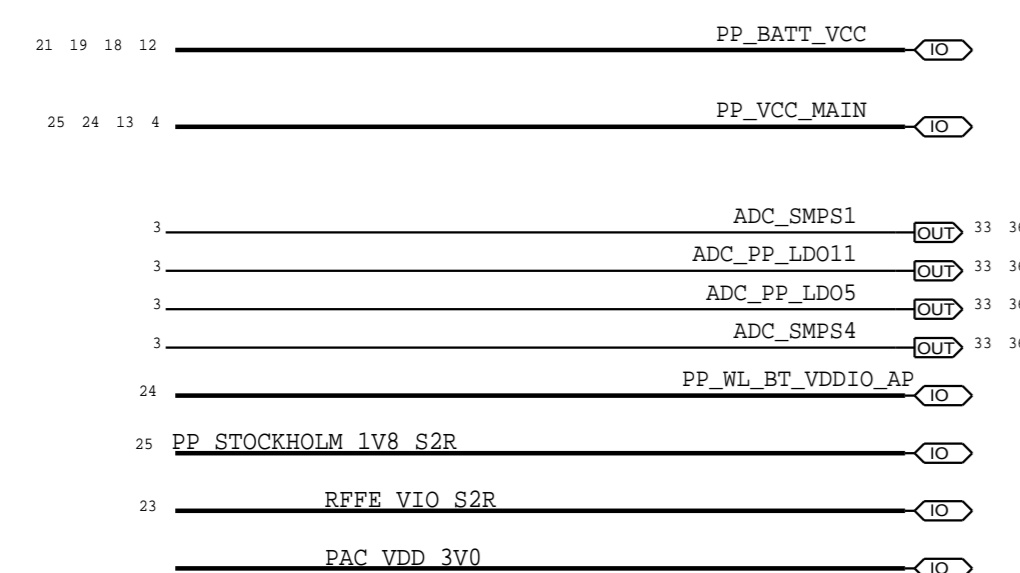 21 19 18 12 PP_BATT_VCC IO
25 24 13 4 PP_VCC_MAIN IO
3 ADC_SMPS1 OUT 33
3 ADC_PP_LDO11 OUT 33
3 ADC_PP_LDO5 OUT 33
3 ADC_SMPS4 OUT 33
24 PP_WL_BT_VDDIO_AP IO
25 PP_STOCKHOLM_1V8_S2R IO
23 RFFE_VIO_S2R IO
PAC_VDD_3V0 IO